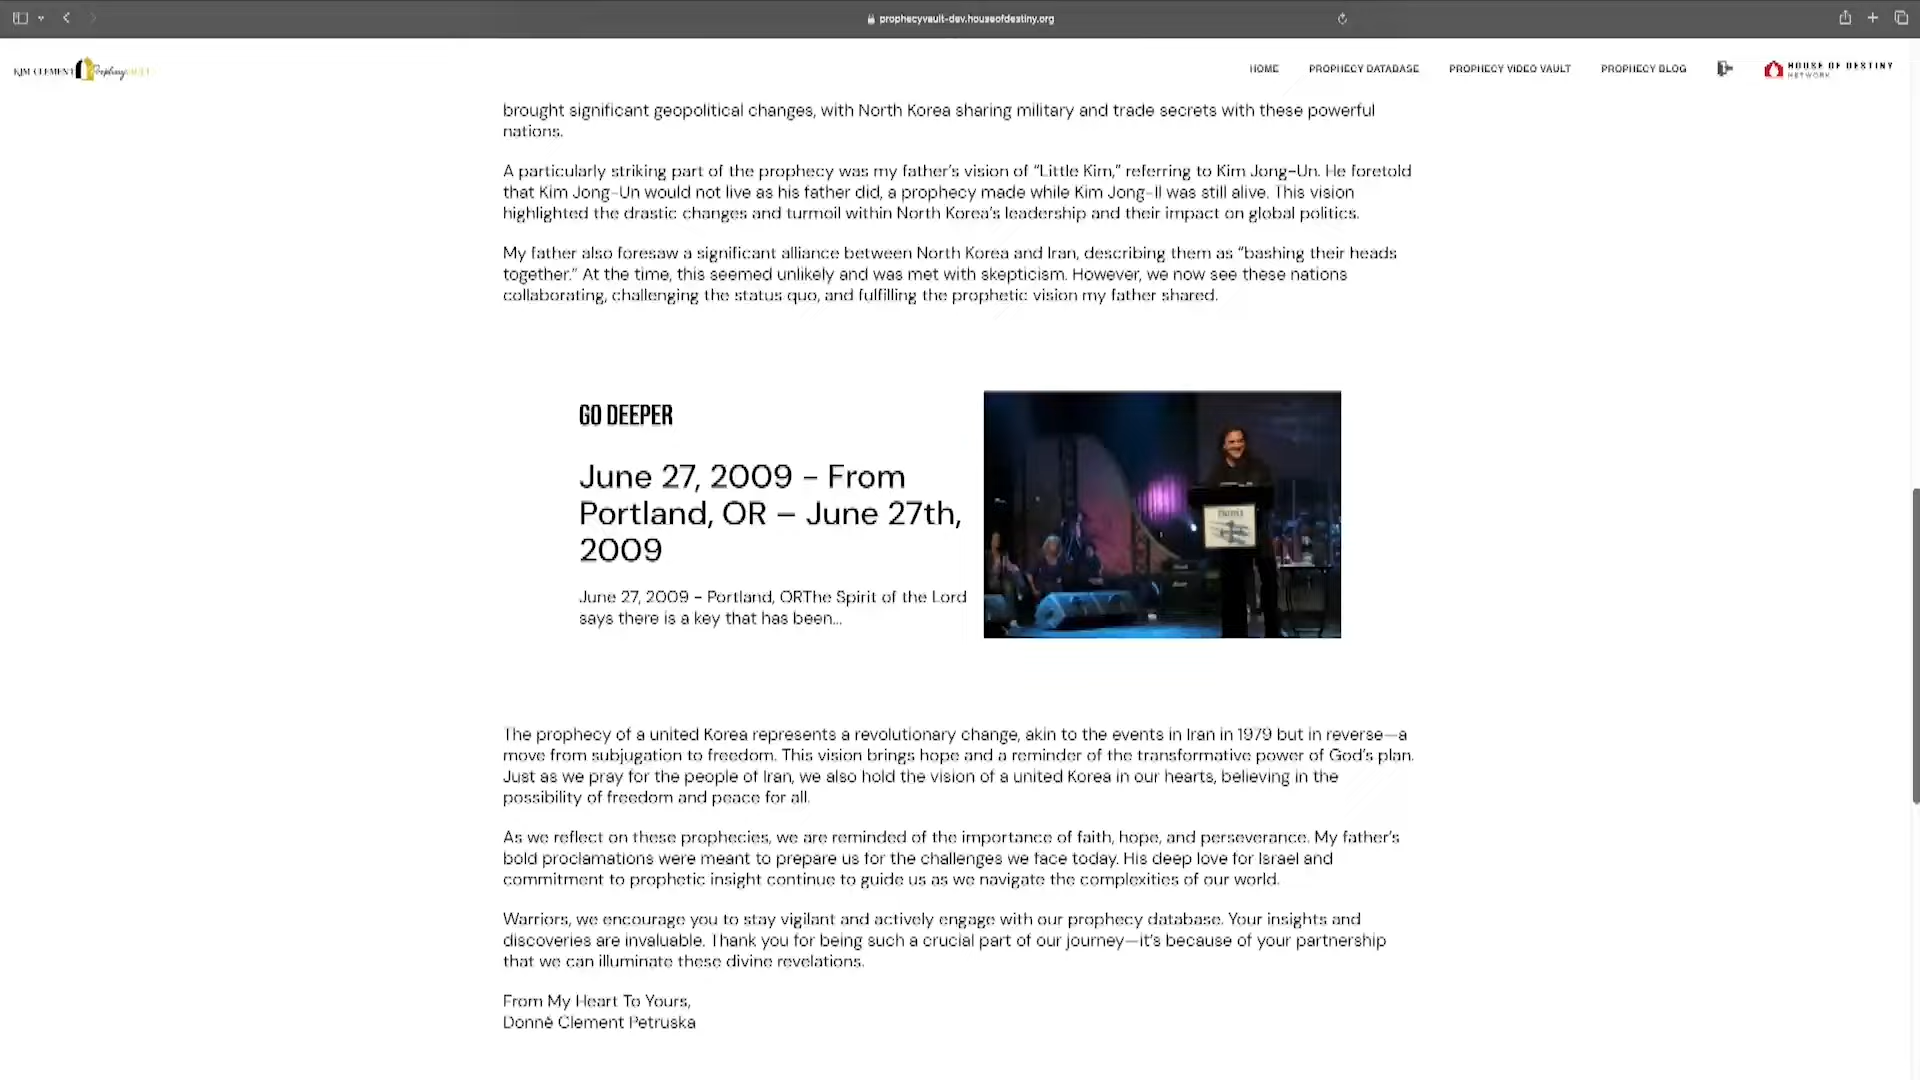 prophecyvault-dev.houseofdestiny.org
KIM CLEMENT Prophecy VAULT
HOME
PROPHECY DATABASE
PROPHECY VIDEO VAULT
PROPHECY BLOG
HOUSE OF DESTINY
NETWORK
brought significant geopolitical changes, with North Korea sharing military and trade secrets with these powerful
nations.
A particularly striking part of the prophecy was my father's vision of “Little Kim,” referring to Kim Jong-Un. He foretold
that Kim Jong-Un would not live as his father did, a prophecy made while Kim Jong-Il was still alive. This vision
highlighted the drastic changes and turmoil within North Korea's leadership and their impact on global politics.
My father also foresaw a significant alliance between North Korea and Iran, describing them as “bashing their heads
together.” At the time, this seemed unlikely and was met with skepticism. However, we now see these nations
collaborating, challenging the status quo, and fulfilling the prophetic vision my father shared.
GO DEEPER
June 27, 2009 – From
Portland, OR – June 27th,
2009
June 27, 2009 – Portland, ORThe Spirit of the Lord
says there is a key that has been...
The prophecy of a united Korea represents a revolutionary change, akin to the events in Iran in 1979 but in reverse—a
move from subjugation to freedom. This vision brings hope and a reminder of the transformative power of God's plan.
Just as we pray for the people of Iran, we also hold the vision of a united Korea in our hearts, believing in the
possibility of freedom and peace for all.
As we reflect on these prophecies, we are reminded of the importance of faith, hope, and perseverance. My father's
bold proclamations were meant to prepare us for the challenges we face today. His deep love for Israel and
commitment to prophetic insight continue to guide us as we navigate the complexities of our world.
Warriors, we encourage you to stay vigilant and actively engage with our prophecy database. Your insights and
discoveries are invaluable. Thank you for being such a crucial part of our journey—it's because of your partnership
that we can illuminate these divine revelations.
From My Heart To Yours,
Donné Clement Petruska